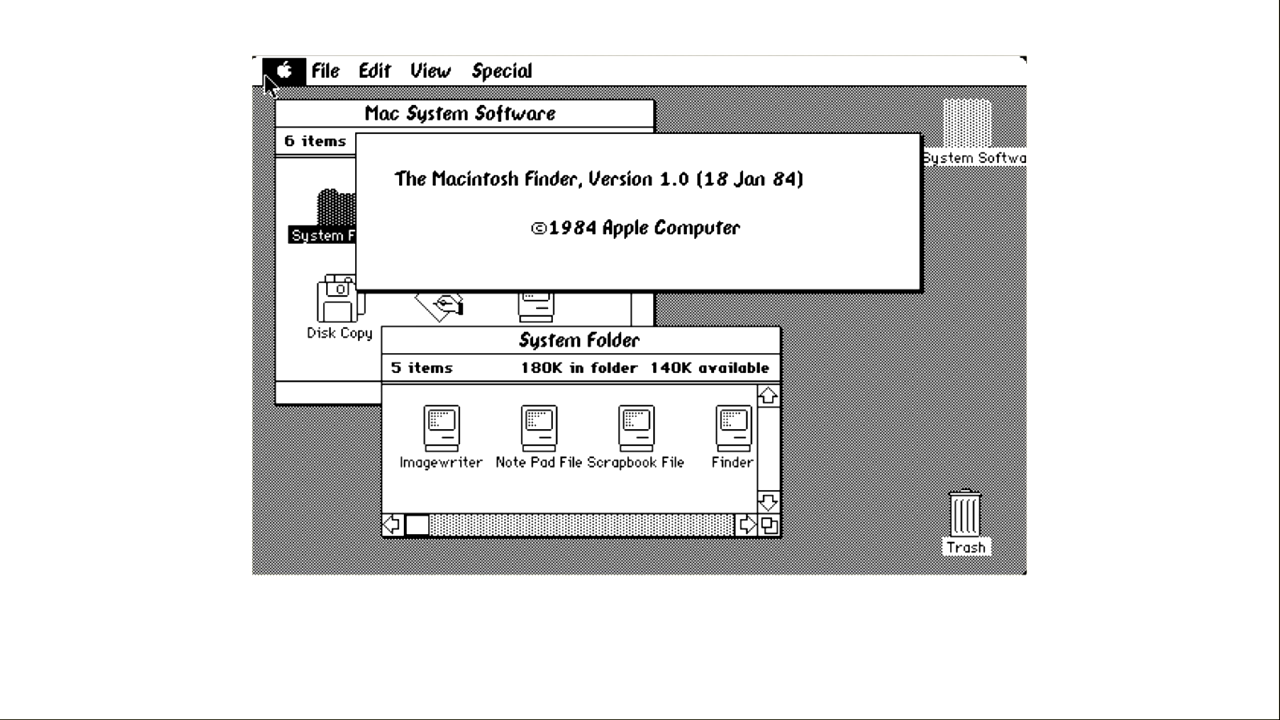 File Edit View Special
Mac System Software
6 items
The Macintosh Finder, Version 1.0 (18 Jan 84)
©1984 Apple Computer
System Softwa
System F
Disk Copy
System Folder
5 items 180K in folder 140K available
Imagewriter Note Pad File Scrapbook File Finder
Trash